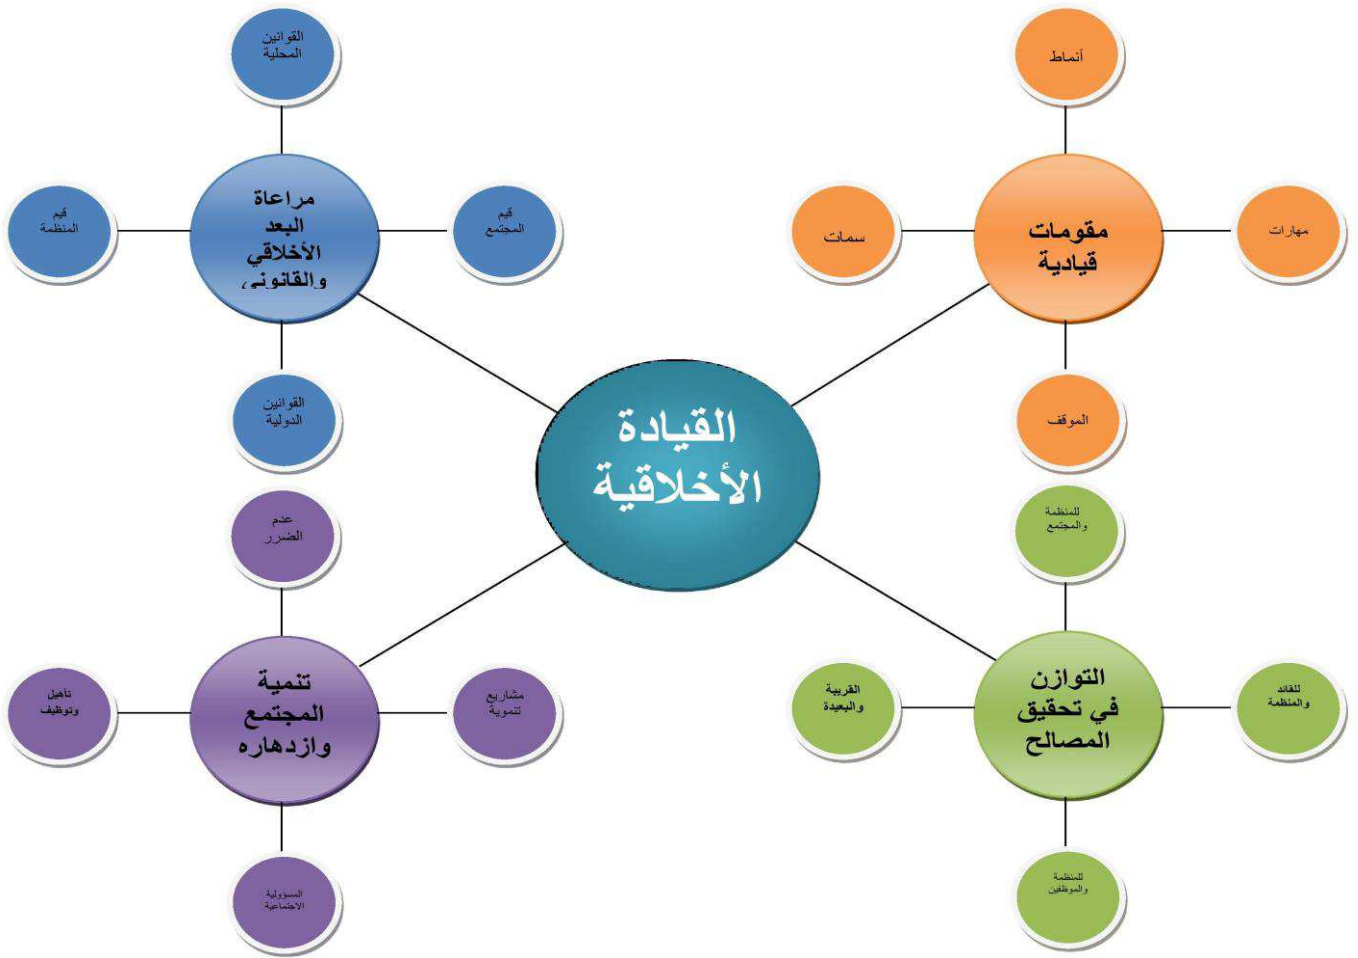 القيادة
الأخلاقية
مقومات
قيادية
أنماط
مهارات
الموقف
سمات
التوازن
في تحقيق
المصالح
للمنظمة
والمجتمع
للقائد
والمنظمة
للمنظمة
والموظفين
القريبة
والبعيدة
تنمية
المجتمع
وازدهاره
عدم
الضرر
مشاريع
تنموية
المسؤولية
الاجتماعية
تأهيل
وتوظيف
مراعاة
البعد
الأخلاقي
والقانوني
القوانين
المحلية
قيم
المجتمع
القوانين
الدولية
قيم
المنظمة